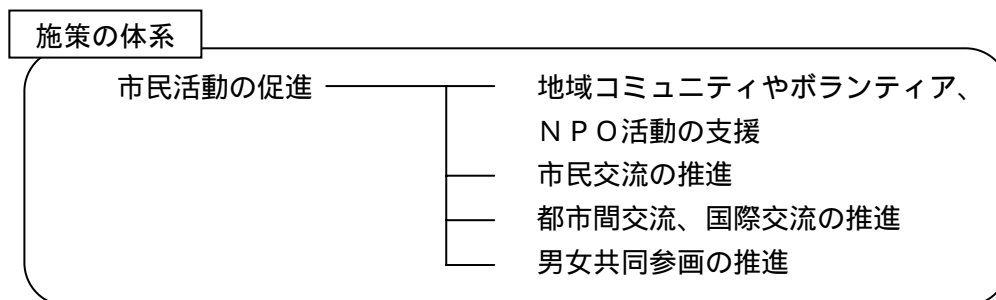 施策の体系
市民活動の促進
地域コミュニティやボランティア、
ＮＰＯ活動の支援
市民交流の推進
都市間交流、国際交流の推進
男女共同参画の推進